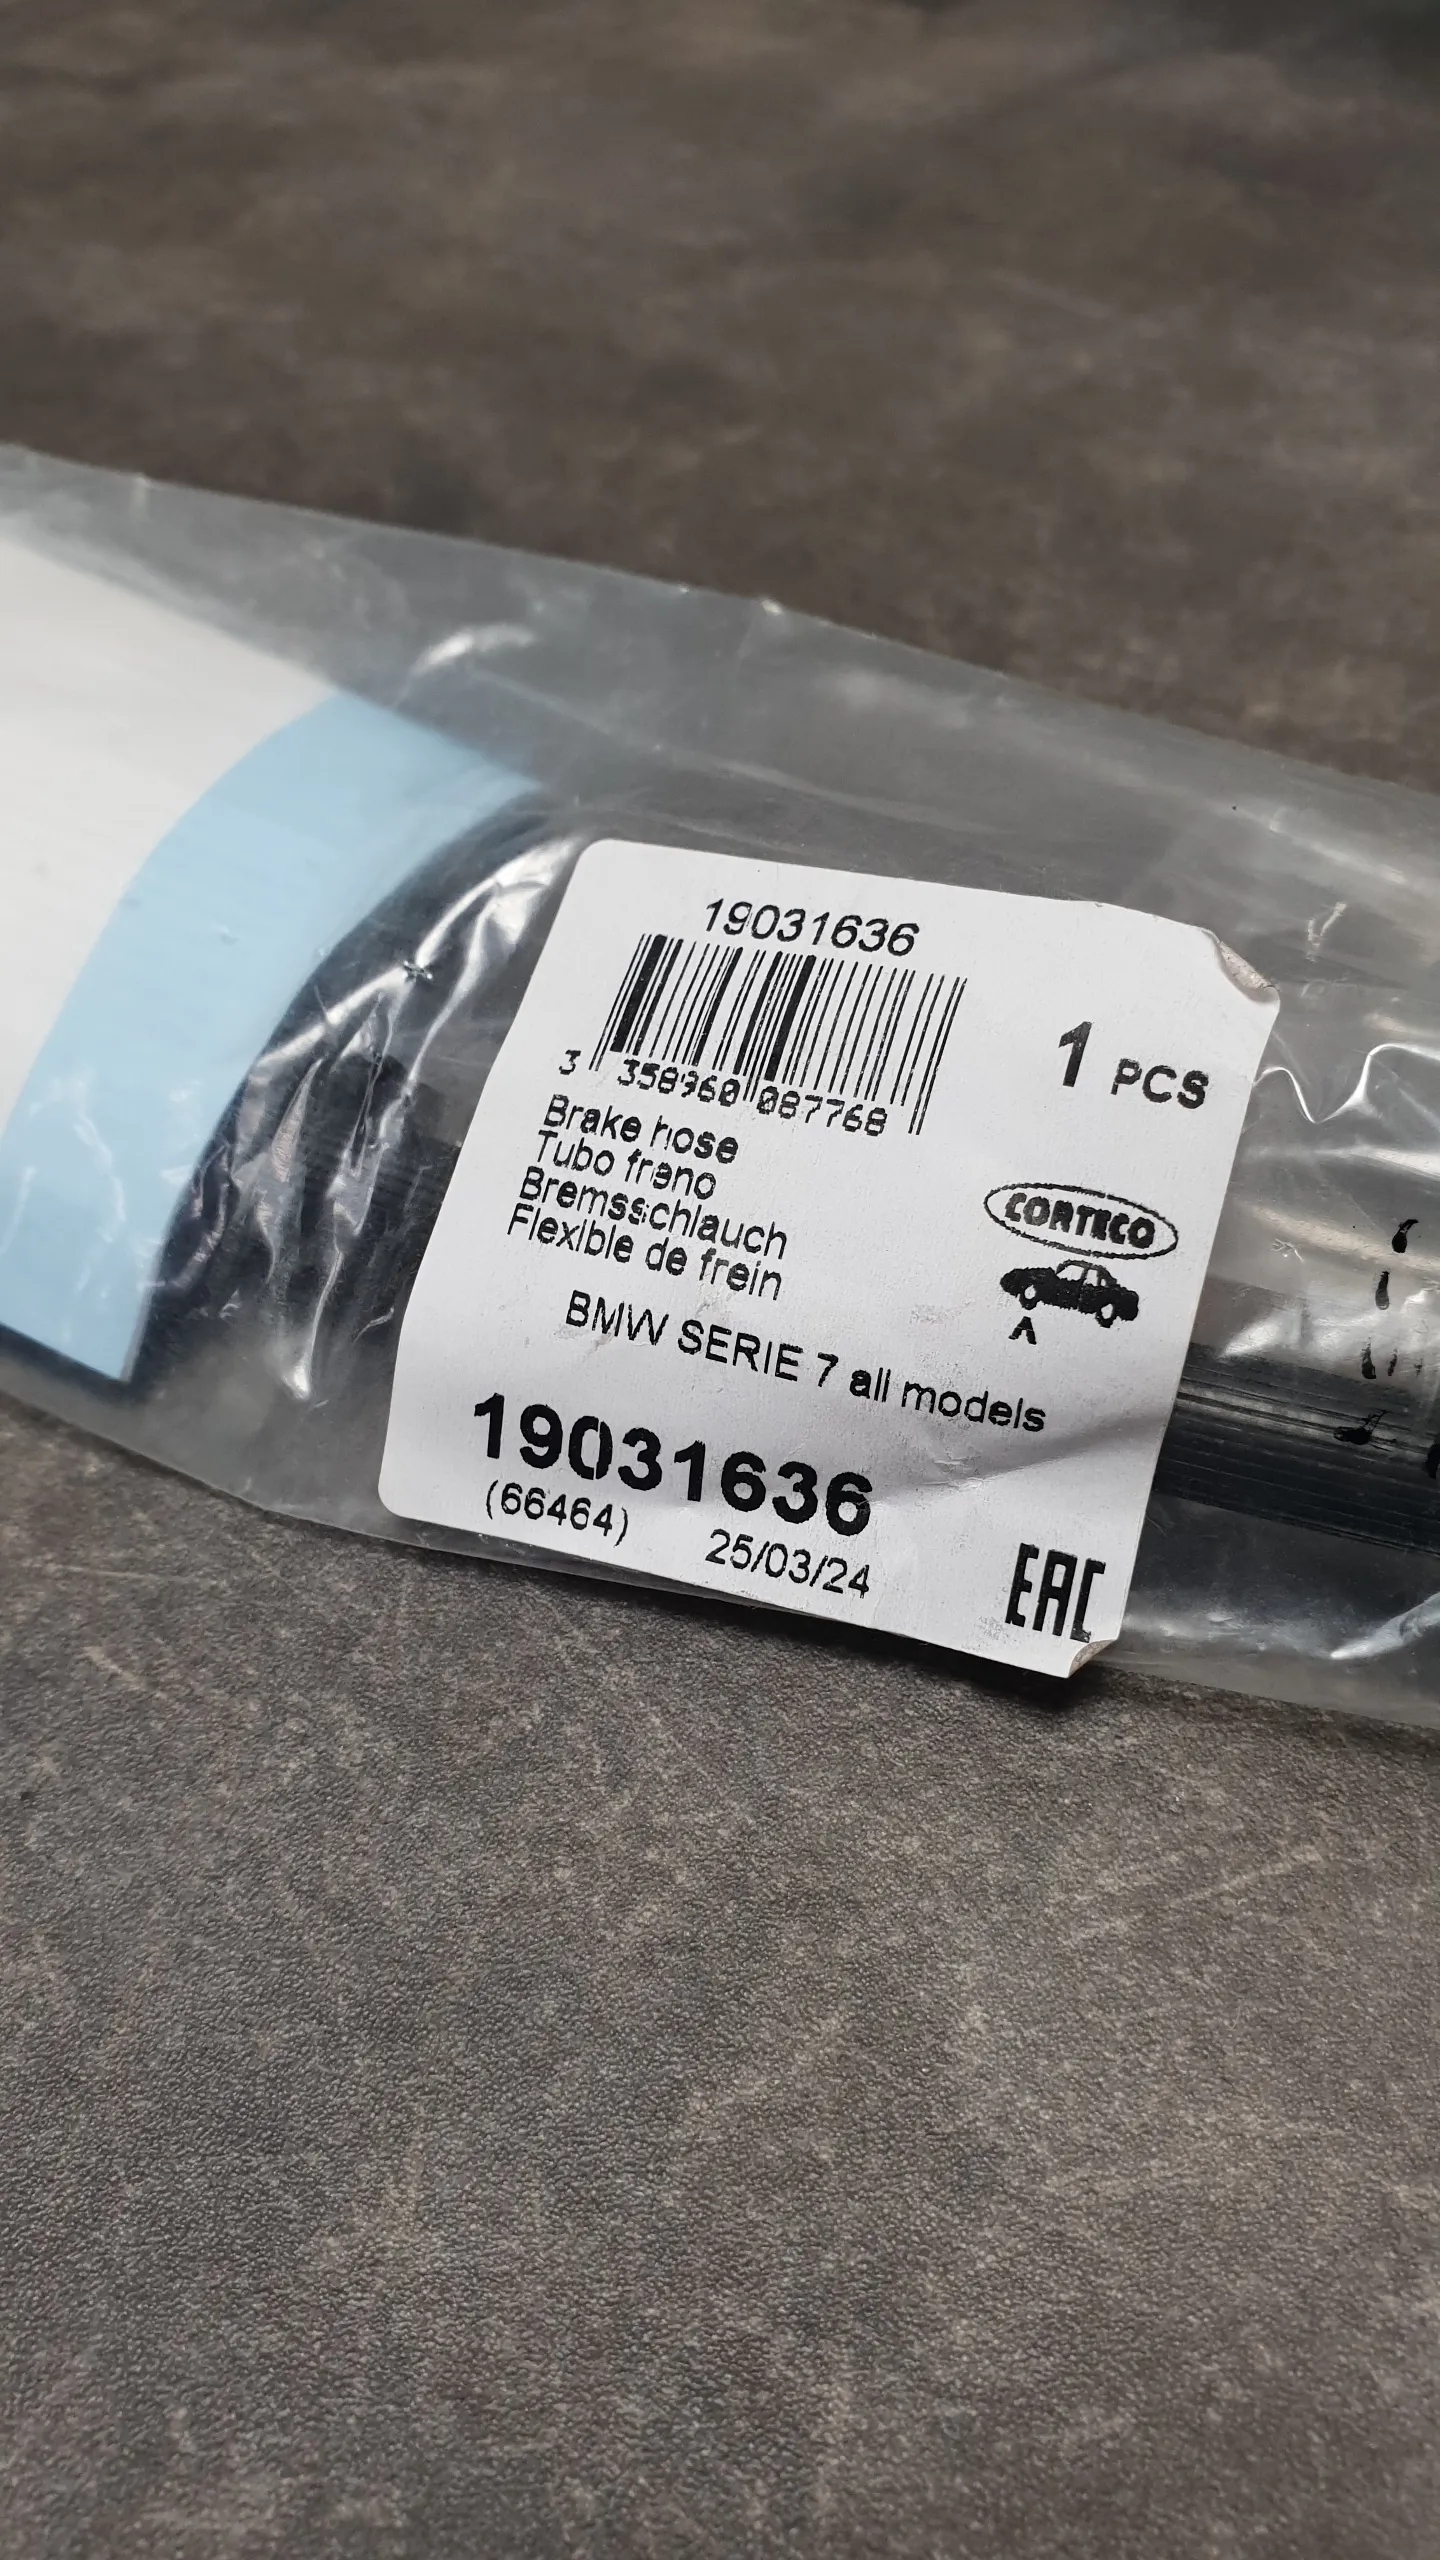 19031636
3 358960 087768
1 PCS
Brake hose
Tubo freno
Bremsschlauch
Flexible de frein
CORTECO
BMW SERIE 7 all models
19031636
(66464)
25/03/24
EAC